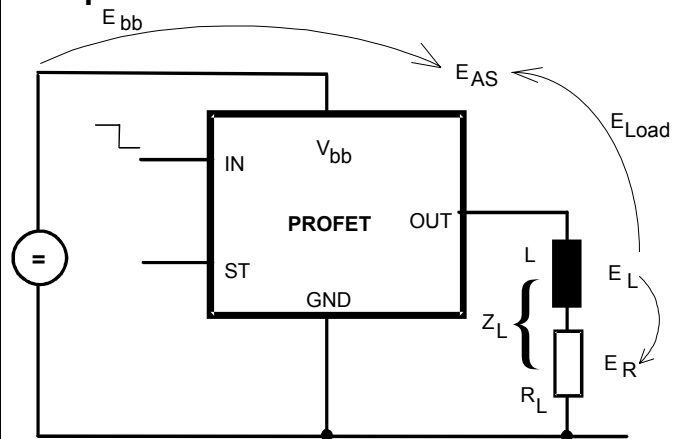 E bb
E AS
E Load
V bb
IN
PROFET
OUT
ST
GND
=
L
E L
Z L {
E R
R L